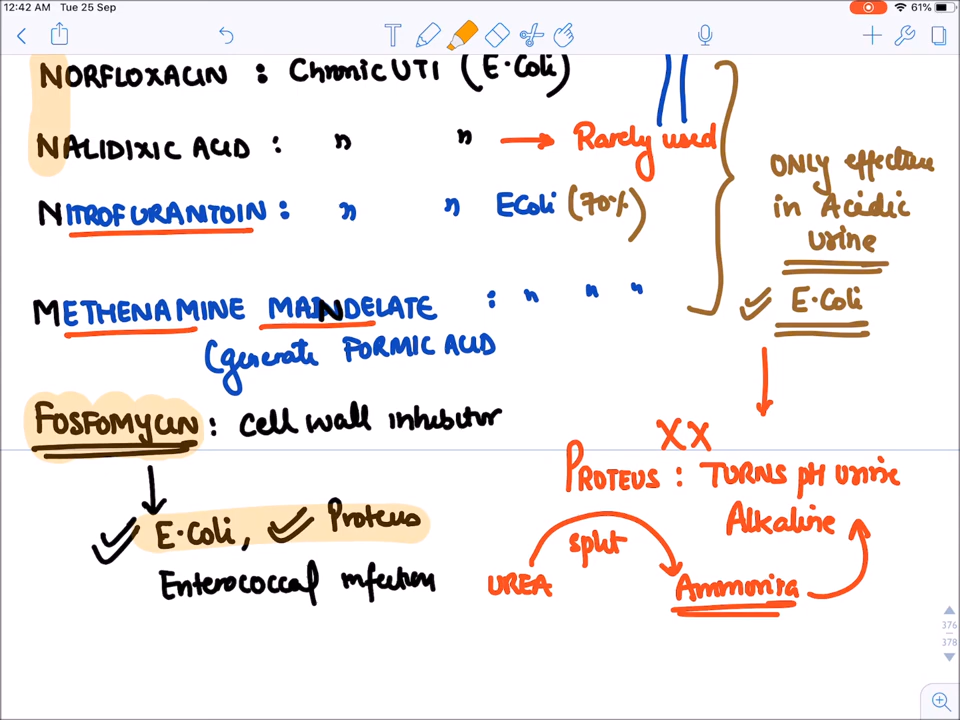 12:42 AM Tue 25 Sep
61%
NORFLOXACIN : Chronic UTI (E·Coli)
NALIDIXIC ACID : " " → Rarely used
NITROFURANTOIN : " " EColi (70%)
METHENAMINE MANDELATE : " " "
(generate FORMIC ACID
ONLY effective
in Acidic
urine
✓ E·Coli
FOSFOMYCIN : Cell wall inhibitor
✓ E·Coli, ✓ Proteus
Enterococcal infection
XX
PROTEUS : TURNS pH urine
Alkaline
split
UREA
Ammonia
376
378